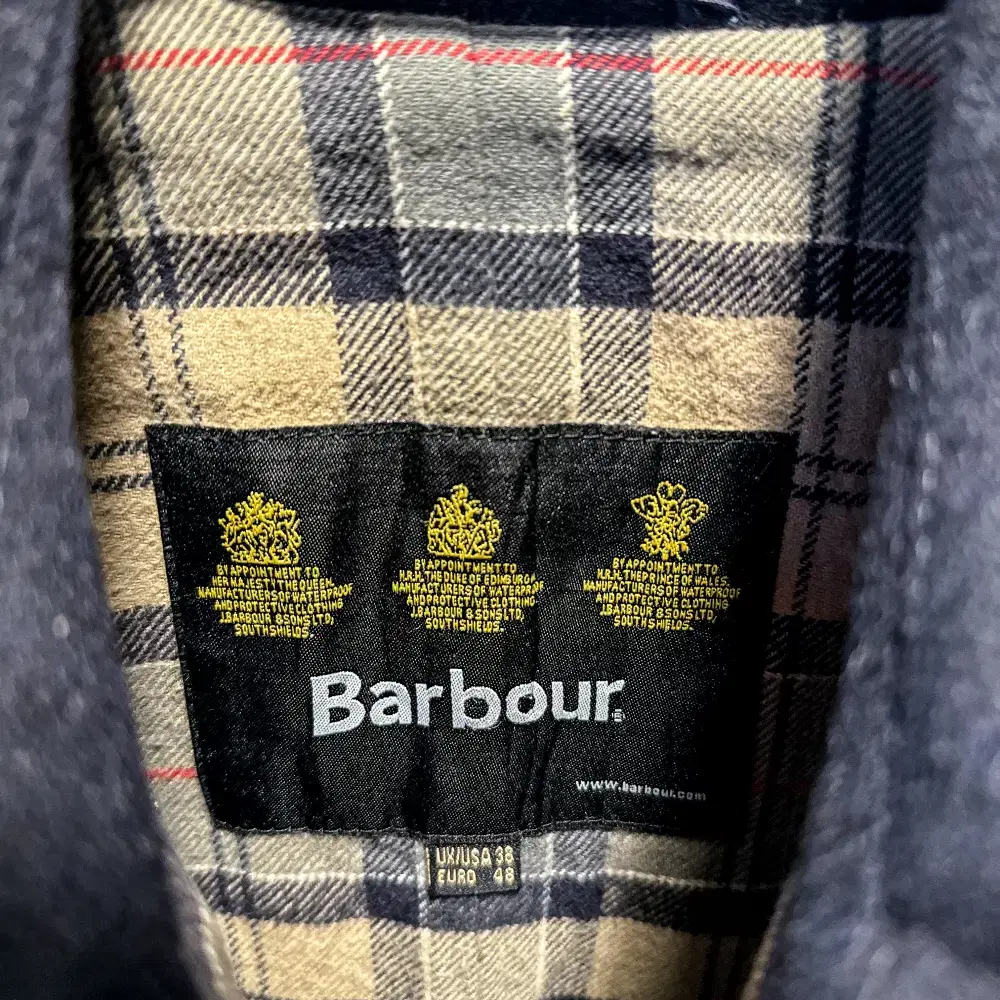 BY APPOINTMENT TO
HER MAJESTY THE QUEEN.
MANUFACTURERS OF WATERPROOF
AND PROTECTIVE CLOTHING
J.BARBOUR & SONS LTD,
SOUTH SHIELDS.
BY APPOINTMENT TO
H.R.H. THE DUKE OF EDINBURGH
MANUFACTURERS OF WATERPROOF
AND PROTECTIVE CLOTHING
J.BARBOUR & SONS LTD,
SOUTH SHIELDS.
BY APPOINTMENT TO
H.R.H. THE PRINCE OF WALES.
MANUFACTURERS OF WATERPROOF
AND PROTECTIVE CLOTHING
J.BARBOUR & SONS LTD,
SOUTH SHIELDS.
Barbour®
www.barbour.com
UK/USA 38
EURO 48